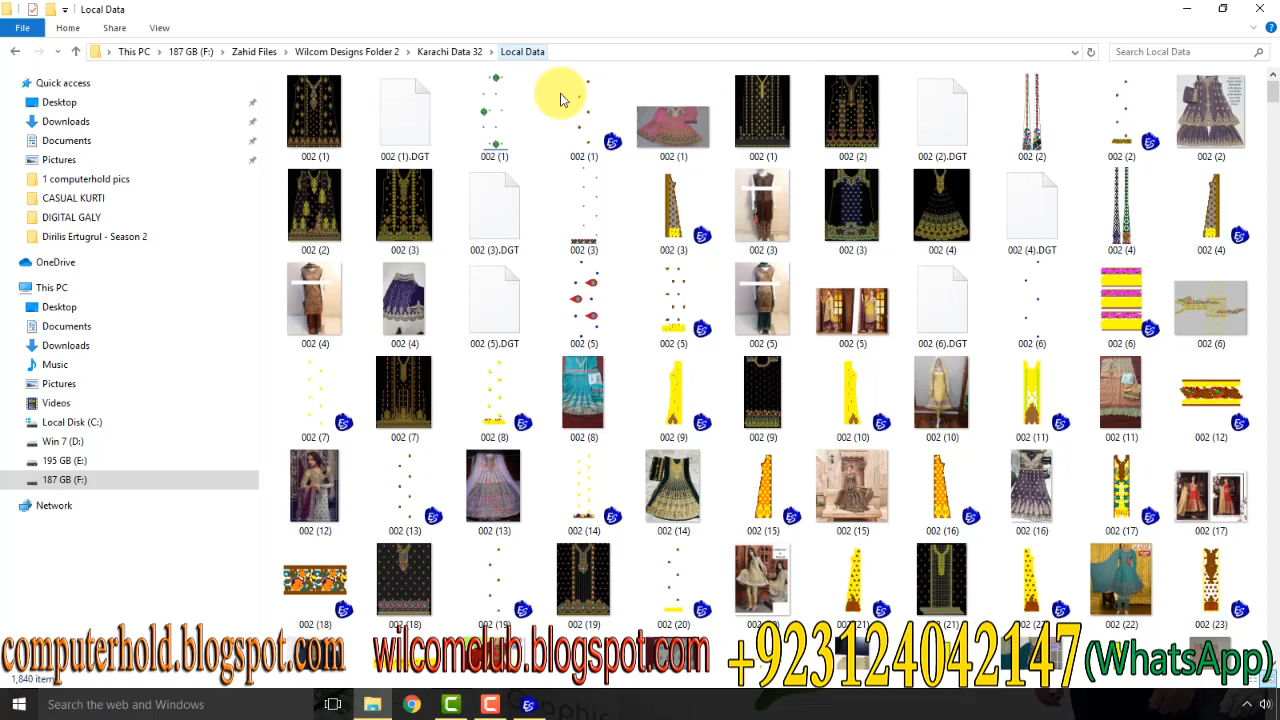 Local Data
File Home Share View
This PC > 187 GB (F:) > Zahid Files > Wilcom Designs Folder 2 > Karachi Data 32 > Local Data
Search Local Data
Quick access
Desktop
Downloads
Documents
Pictures
1 computerhold pics
CASUAL KURTI
DIGITAL GALY
Dirilis Ertugrul - Season 2
OneDrive
This PC
Desktop
Documents
Downloads
Music
Pictures
Videos
Local Disk (C:)
Win 7 (D:)
195 GB (E:)
187 GB (F:)
Network
002 (1) 002 (1).DGT 002 (1) 002 (1) 002 (1) 002 (1) 002 (2) 002 (2).DGT 002 (2) 002 (2) 002 (2)
002 (2) 002 (3) 002 (3).DGT 002 (3) 002 (3) 002 (3) 002 (3) 002 (4) 002 (4).DGT 002 (4) 002 (4)
002 (4) 002 (4) 002 (5).DGT 002 (5) 002 (5) 002 (5) 002 (5) 002 (6).DGT 002 (6) 002 (6) 002 (6)
002 (7) 002 (7) 002 (8) 002 (8) 002 (9) 002 (9) 002 (10) 002 (10) 002 (11) 002 (11) 002 (12)
002 (12) 002 (13) 002 (13) 002 (14) 002 (14) 002 (15) 002 (15) 002 (16) 002 (16) 002 (17) 002 (17)
002 (18) 002 (18) 002 (19) 002 (19) 002 (20) 002 (21) 002 (22) 002 (23)
computerhold.blogspot.com wilcomclub.blogspot.com +923124042147 (WhatsApp)
1,840 items
Search the web and Windows